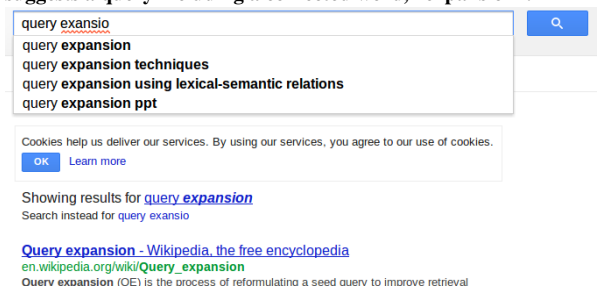 query exansio
query expansion
query expansion techniques
query expansion using lexical-semantic relations
query expansion ppt
Cookies help us deliver our services. By using our services, you agree to our use of cookies.
OK Learn more
Showing results for query expansion
Search instead for query exansio
Query expansion - Wikipedia, the free encyclopedia
en.wikipedia.org/wiki/Query_expansion
Query expansion (QE) is the process of reformulating a seed query to improve retrieval